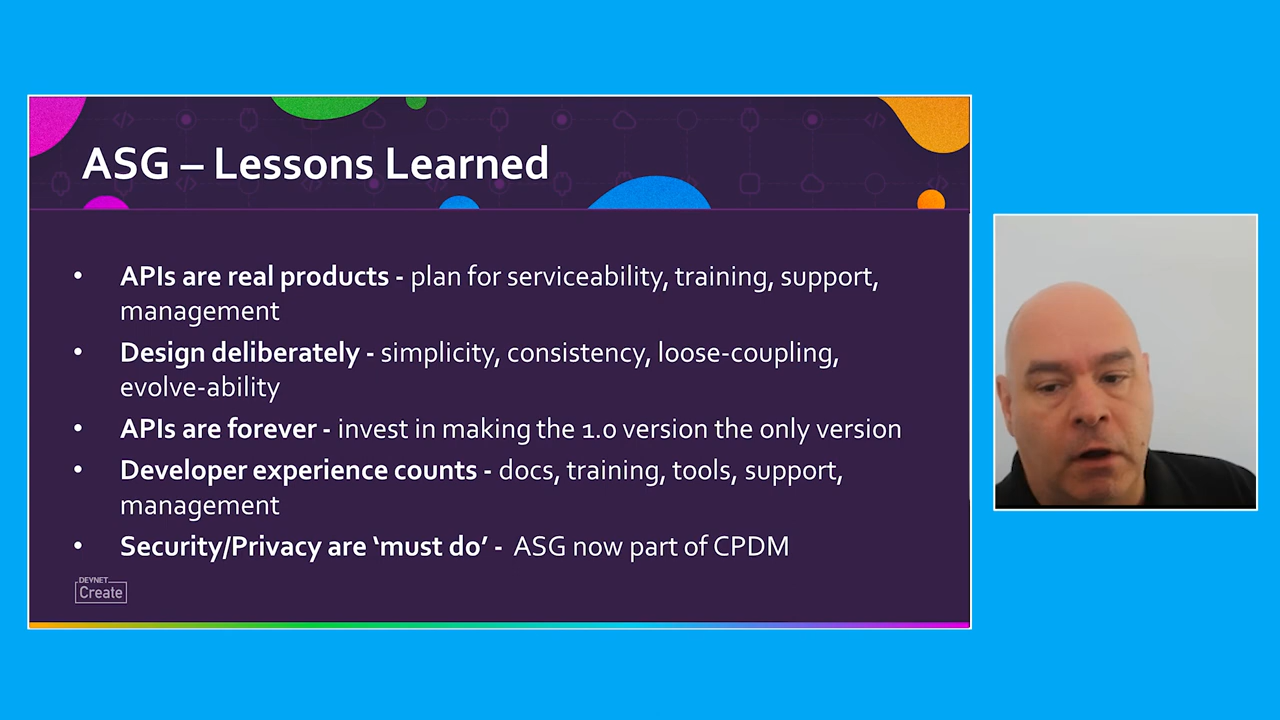 ASG – Lessons Learned
• APIs are real products - plan for serviceability, training, support,
management
• Design deliberately - simplicity, consistency, loose-coupling,
evolve-ability
• APIs are forever - invest in making the 1.0 version the only version
• Developer experience counts - docs, training, tools, support,
management
• Security/Privacy are ‘must do’ - ASG now part of CPDM
DEVNET
Create